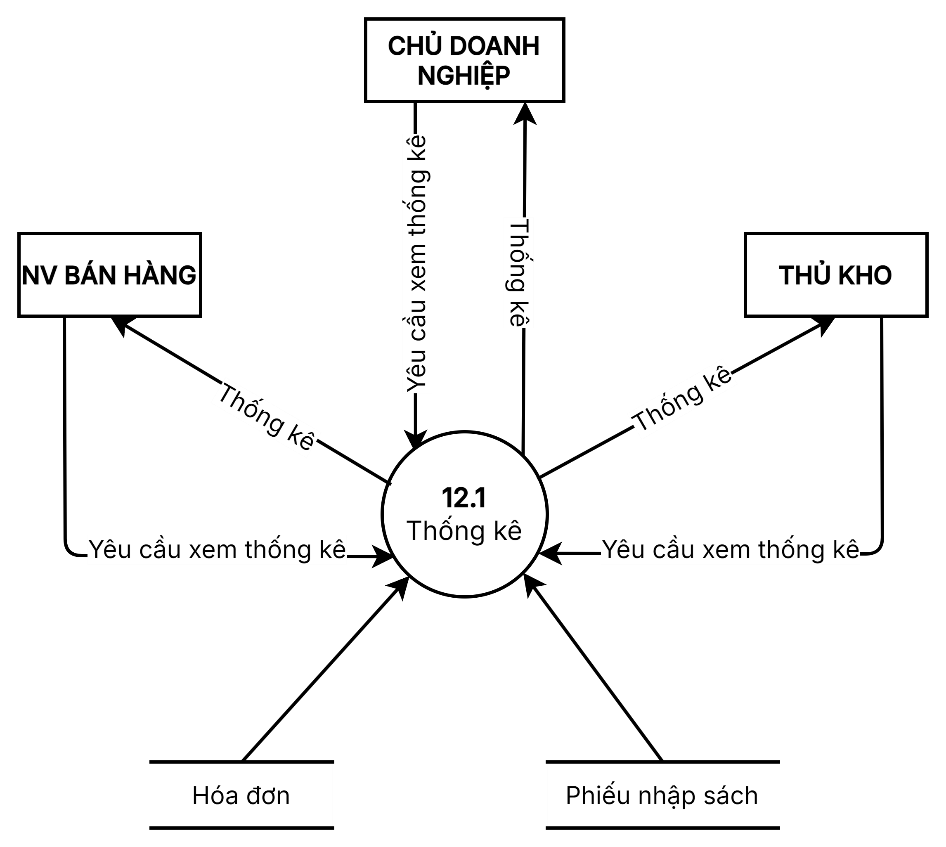 CHỦ DOANH
NGHIỆP
Yêu cầu xem thống kê
Thống kê
NV BÁN HÀNG
THỦ KHO
Thống kê
Thống kê
12.1
Thống kê
Yêu cầu xem thống kê
Yêu cầu xem thống kê
Hóa đơn
Phiếu nhập sách